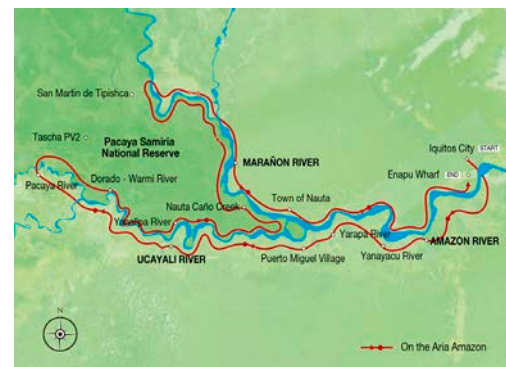 San Martin de Tipishca
Tascha PV2
Pacaya Samiria
National Reserve
Iquitos City START
MARAÑON RIVER
Enapu Wharf END
Pacaya River
Dorado - Warmi River
Nauta Caño Creek
Town of Nauta
Yanallpa River
Yarapa River
AMAZON RIVER
UCAYALI RIVER
Puerto Miguel Village
Yanayacu River
N
On the Aria Amazon